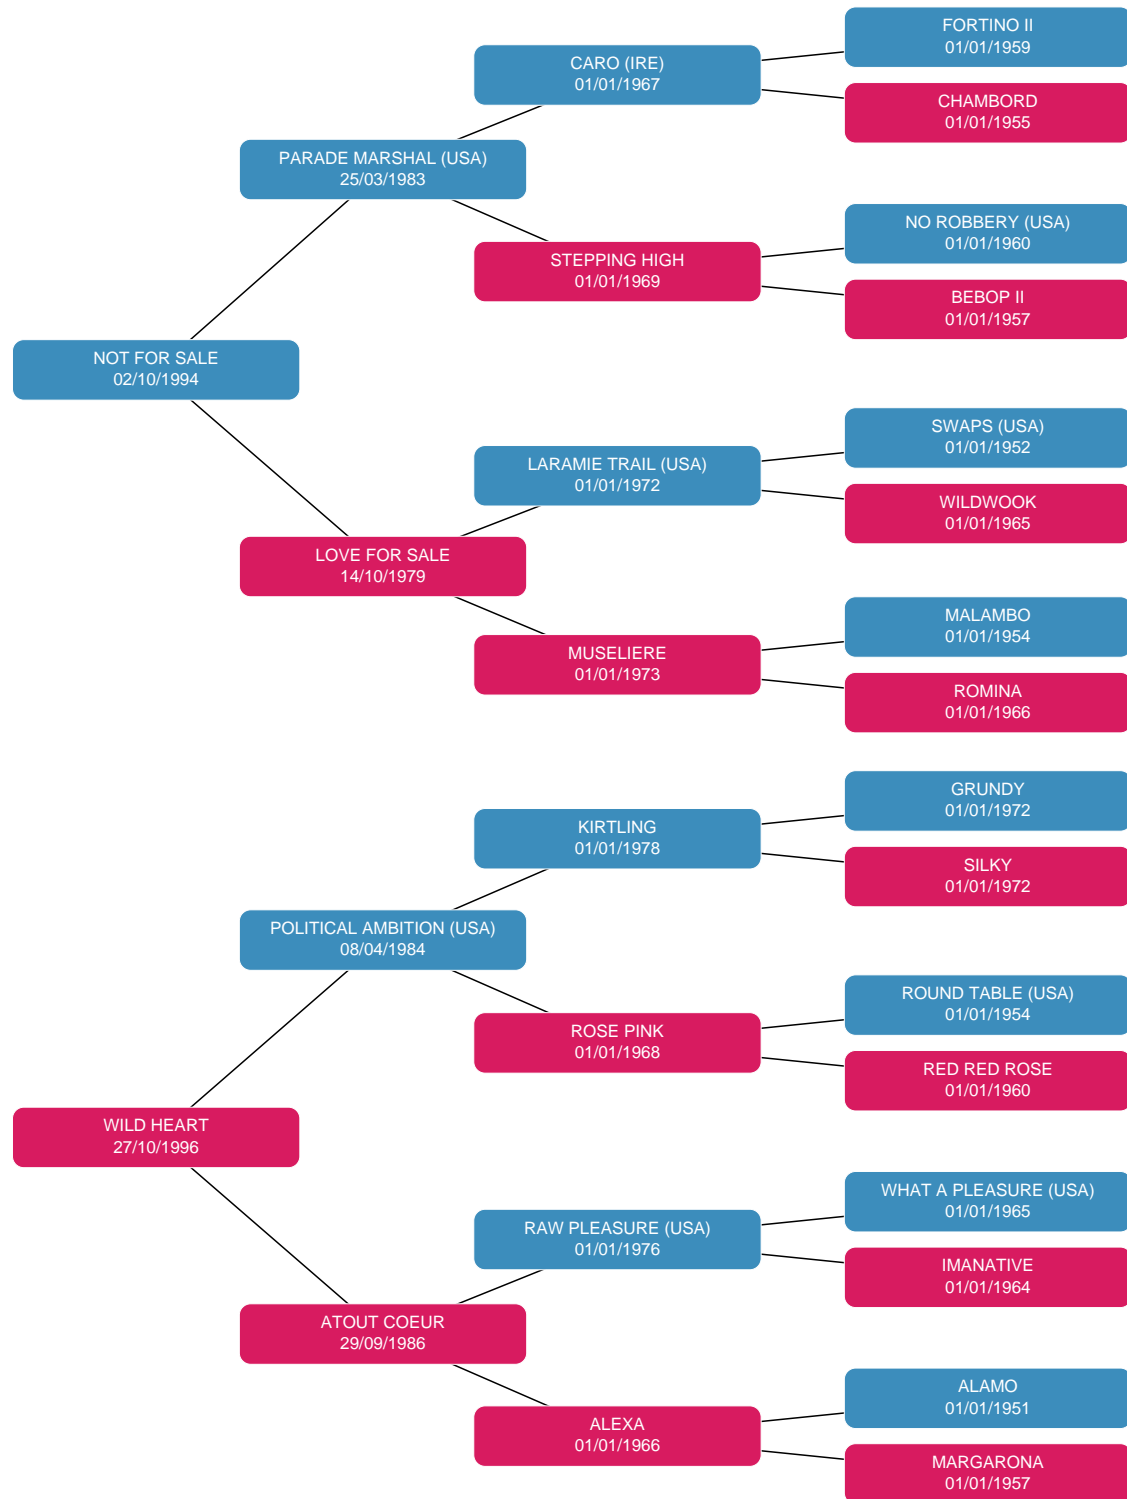 FORTINO II
01/01/1959
CARO (IRE)
01/01/1967
CHAMBORD
01/01/1955
PARADE MARSHAL (USA)
25/03/1983
NO ROBBERY (USA)
01/01/1960
STEPPING HIGH
01/01/1969
BEBOP II
01/01/1957
NOT FOR SALE
02/10/1994
SWAPS (USA)
01/01/1952
LARAMIE TRAIL (USA)
01/01/1972
WILDWOOK
01/01/1965
LOVE FOR SALE
14/10/1979
MALAMBO
01/01/1954
MUSELIERE
01/01/1973
ROMINA
01/01/1966
GRUNDY
01/01/1972
KIRTLING
01/01/1978
SILKY
01/01/1972
POLITICAL AMBITION (USA)
08/04/1984
ROUND TABLE (USA)
01/01/1954
ROSE PINK
01/01/1968
RED RED ROSE
01/01/1960
WILD HEART
27/10/1996
WHAT A PLEASURE (USA)
01/01/1965
RAW PLEASURE (USA)
01/01/1976
IMANATIVE
01/01/1964
ATOUT COEUR
29/09/1986
ALAMO
01/01/1951
ALEXA
01/01/1966
MARGARONA
01/01/1957